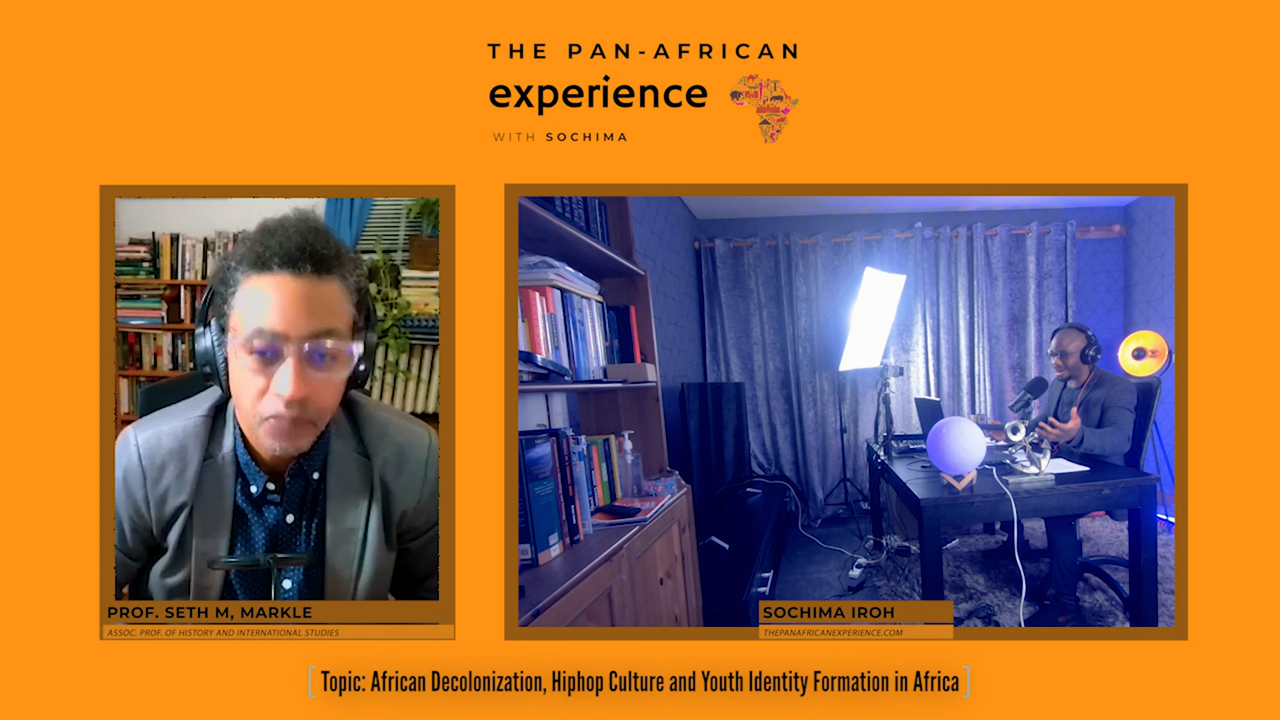 THE PAN-AFRICAN
experience
WITH SOCHIMA
PROF. SETH M, MARKLE
ASSOC. PROF. OF HISTORY AND INTERNATIONAL STUDIES
SOCHIMA IROH
THEPANAFRICANEXPERIENCE.COM
[ Topic: African Decolonization, Hiphop Culture and Youth Identity Formation in Africa ]